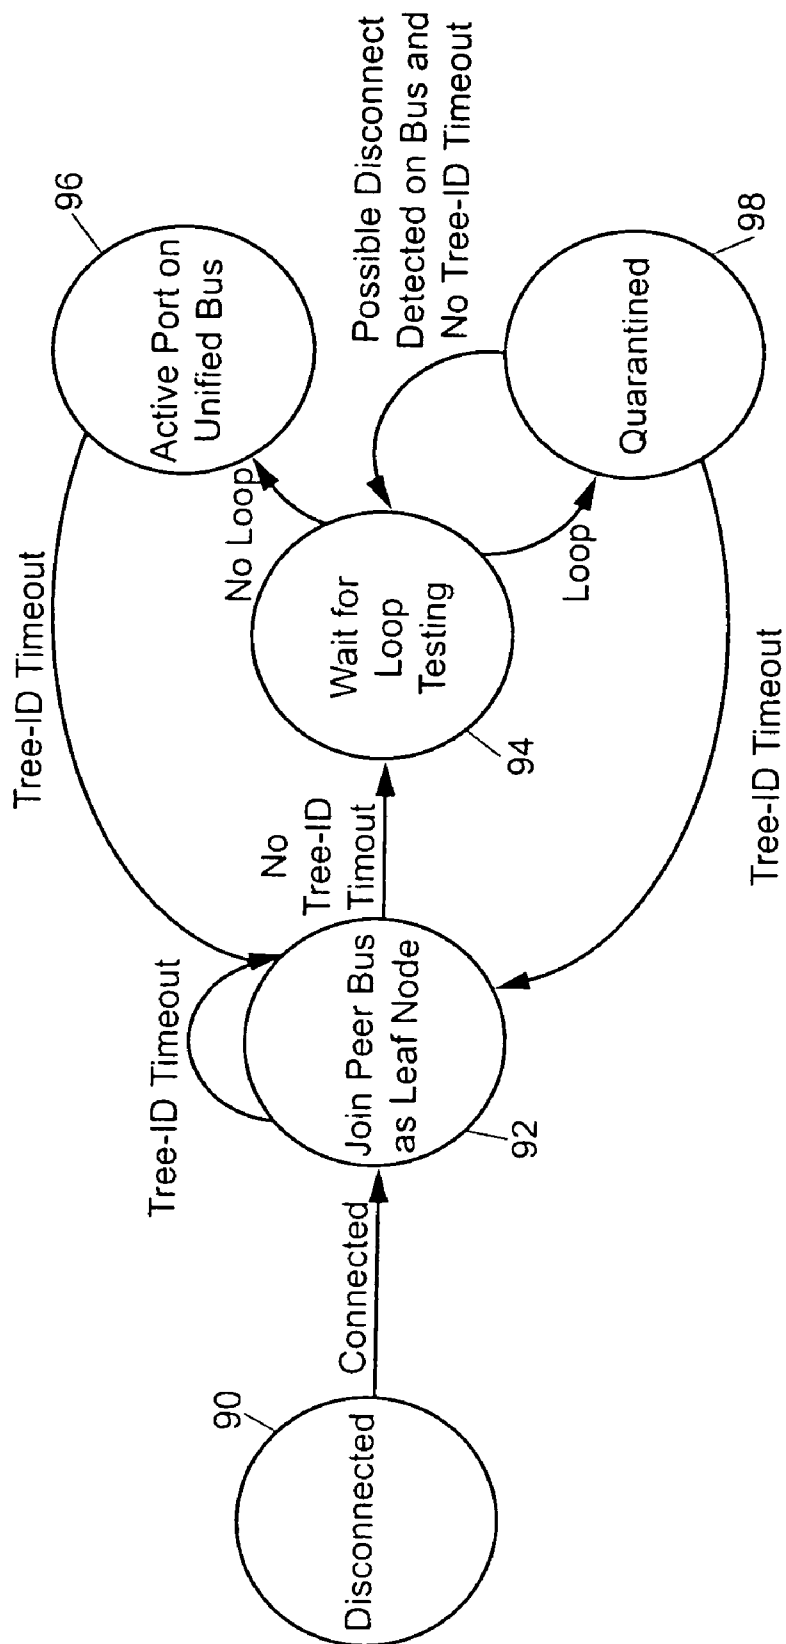 90
Disconnected
Connected
Tree-ID Timeout
Join Peer Bus
as Leaf Node
92
No
Tree-ID
Timout
Tree-ID Timeout
Wait for
Loop
Testing
94
No Loop
Loop
Active Port on
Unified Bus
96
Possible Disconnect
Detected on Bus and
No Tree-ID Timeout
Quarantined
98
Tree-ID Timeout